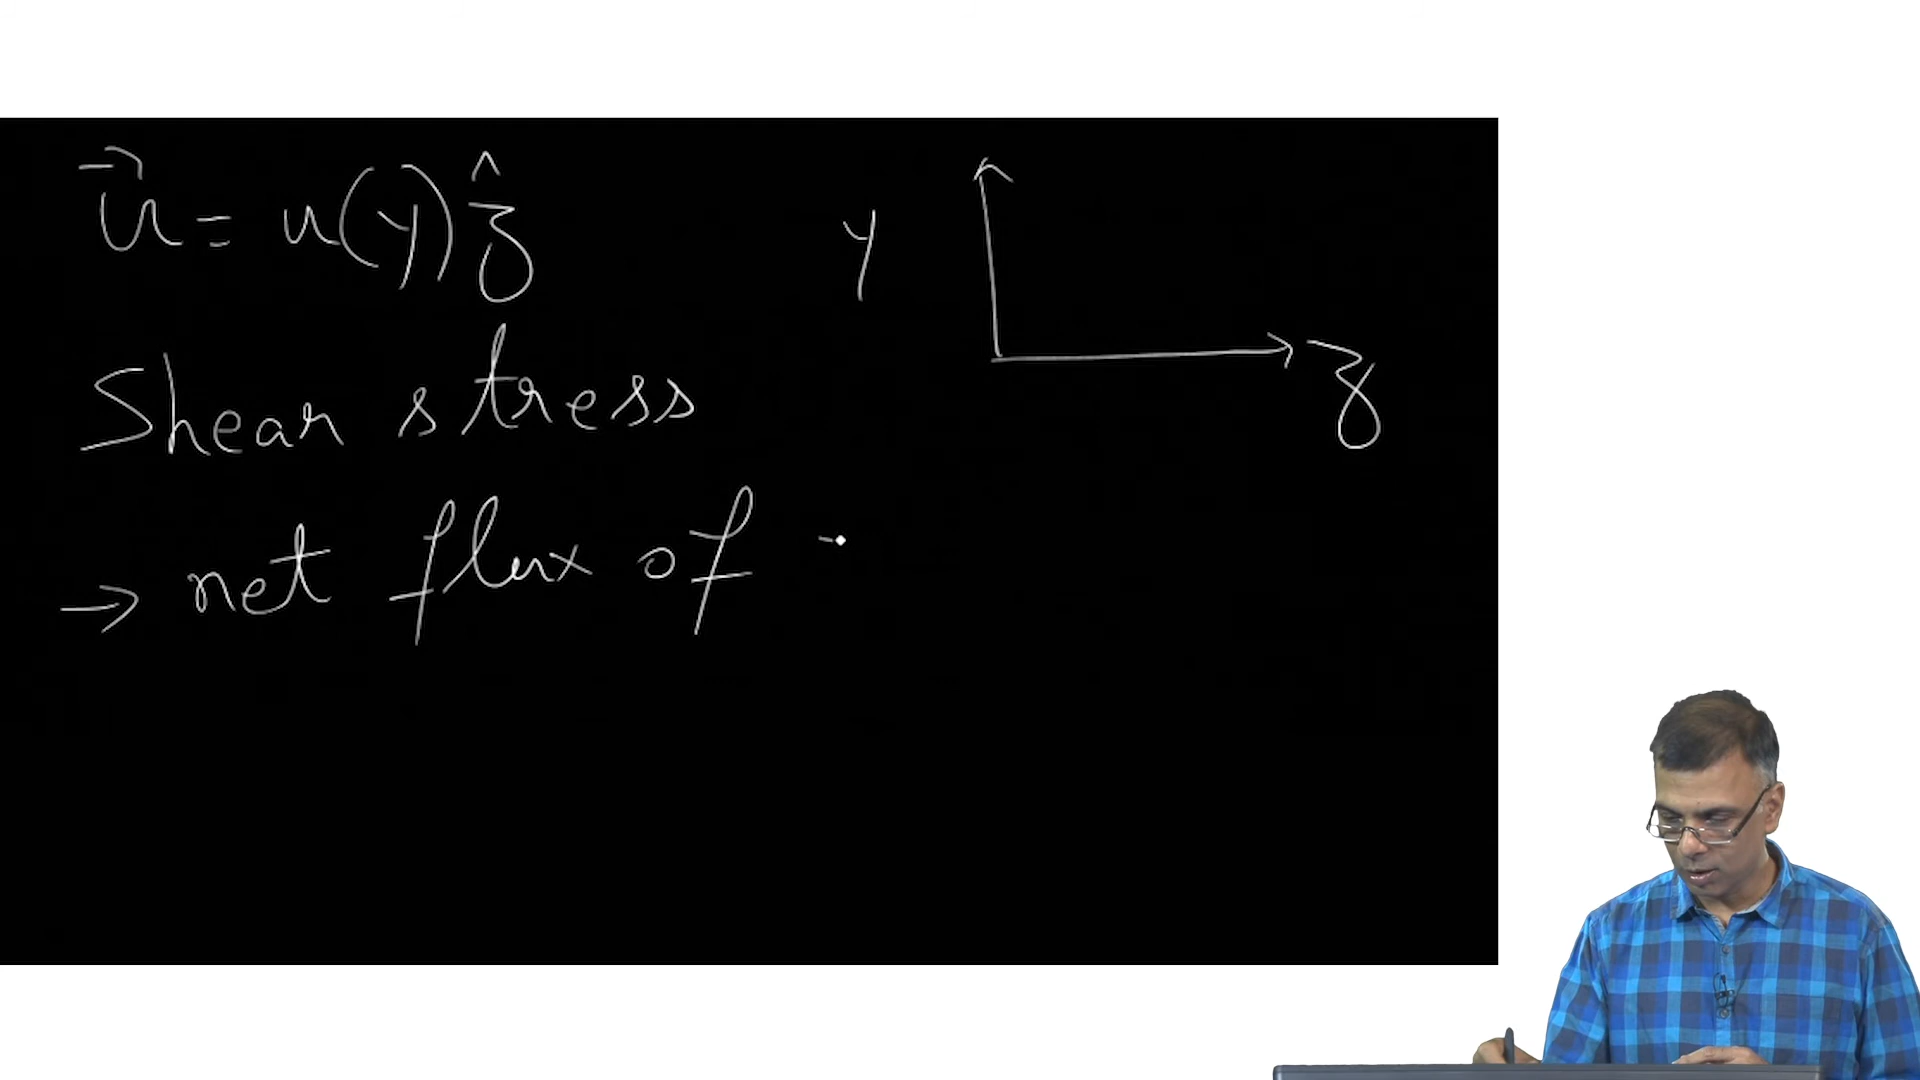 →u = u(y) ẑ
y
z
Shear stress
→ net flux of -